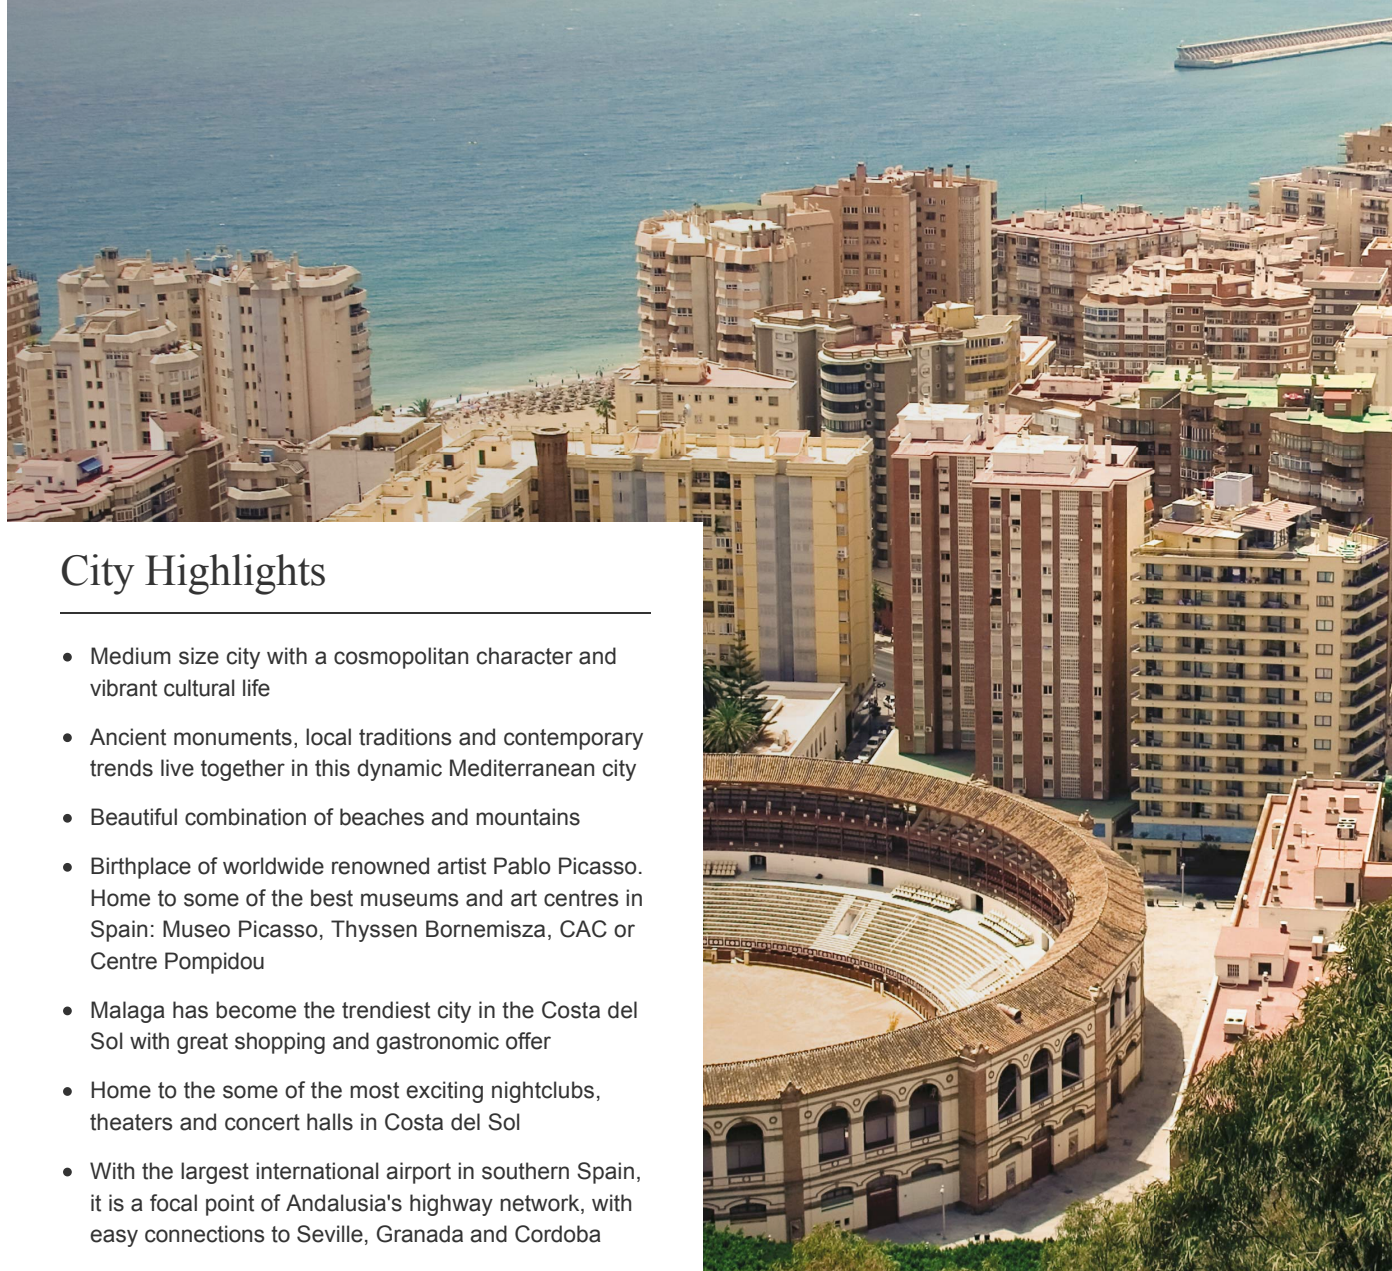 City Highlights
Medium size city with a cosmopolitan character and
vibrant cultural life
Ancient monuments, local traditions and contemporary
trends live together in this dynamic Mediterranean city
Beautiful combination of beaches and mountains
Birthplace of worldwide renowned artist Pablo Picasso.
Home to some of the best museums and art centres in
Spain: Museo Picasso, Thyssen Bornemisza, CAC or
Centre Pompidou
Malaga has become the trendiest city in the Costa del
Sol with great shopping and gastronomic offer
Home to the some of the most exciting nightclubs,
theaters and concert halls in Costa del Sol
With the largest international airport in southern Spain,
it is a focal point of Andalusia's highway network, with
easy connections to Seville, Granada and Cordoba